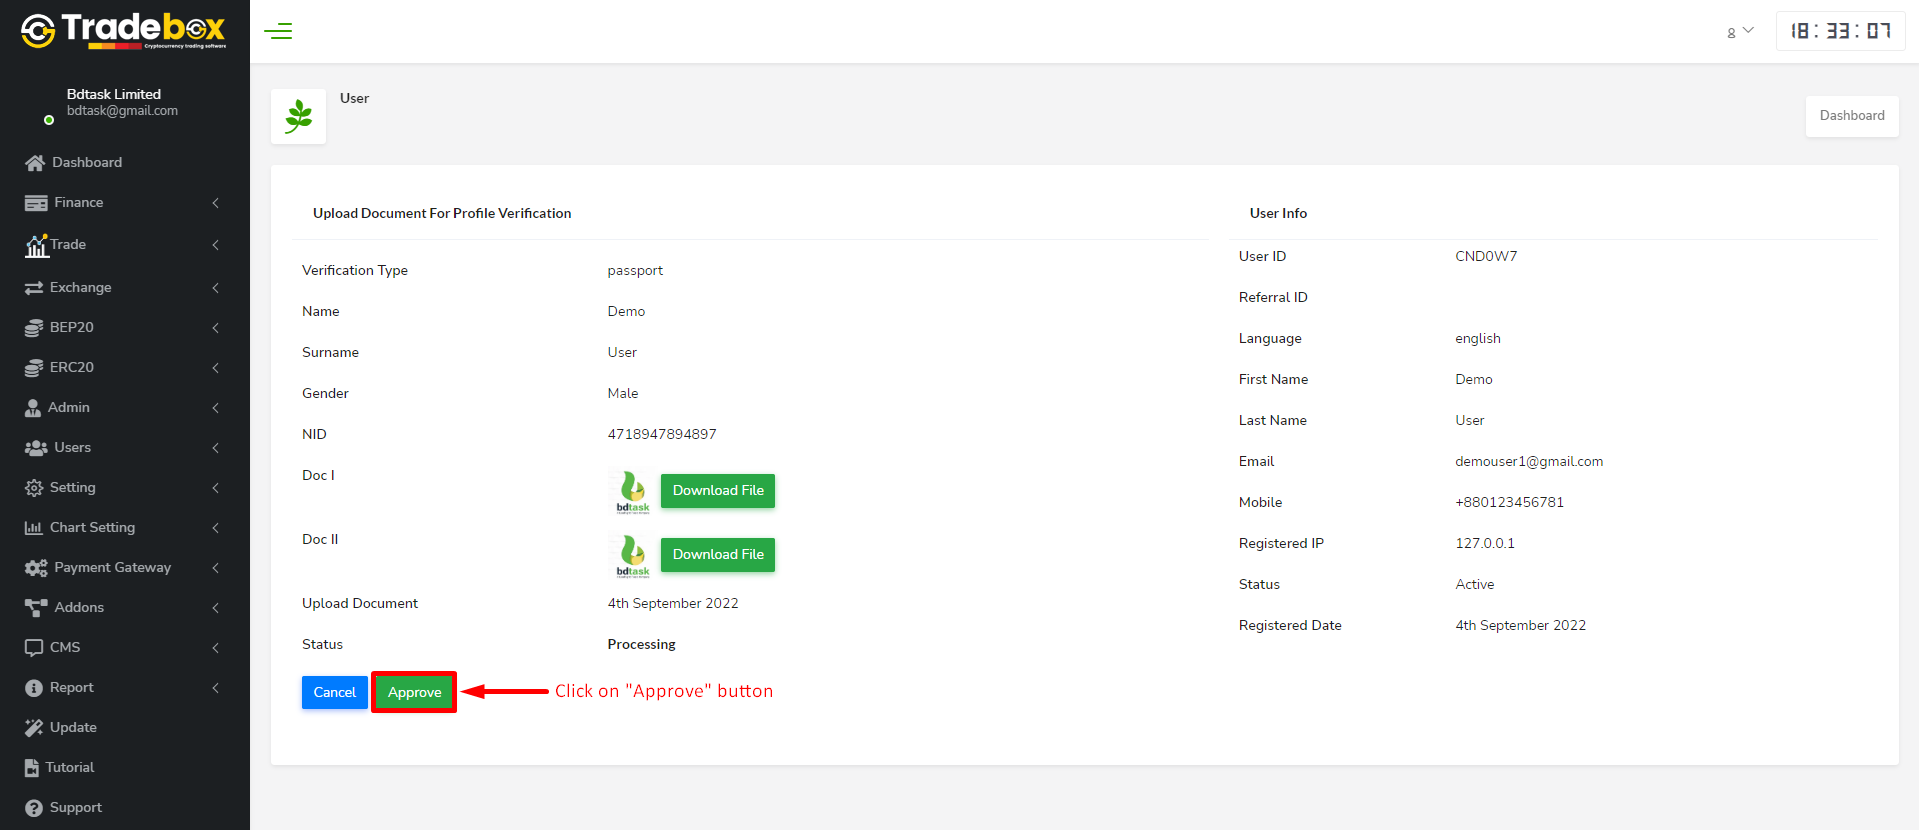 Tradebox
Cryptocurrency trading software
18:33:07
Bdtask Limited
bdtask@gmail.com
User
Dashboard
Dashboard
Finance
Trade
Exchange
BEP20
ERC20
Admin
Users
Setting
Chart Setting
Payment Gateway
Addons
CMS
Report
Update
Tutorial
Support
Upload Document For Profile Verification
Verification Type passport
Name Demo
Surname User
Gender Male
NID 4718947894897
Doc I bdtask Download File
Doc II bdtask Download File
Upload Document 4th September 2022
Status Processing
Cancel Approve Click on "Approve" button
User Info
User ID CND0W7
Referral ID
Language english
First Name Demo
Last Name User
Email demouser1@gmail.com
Mobile +880123456781
Registered IP 127.0.0.1
Status Active
Registered Date 4th September 2022